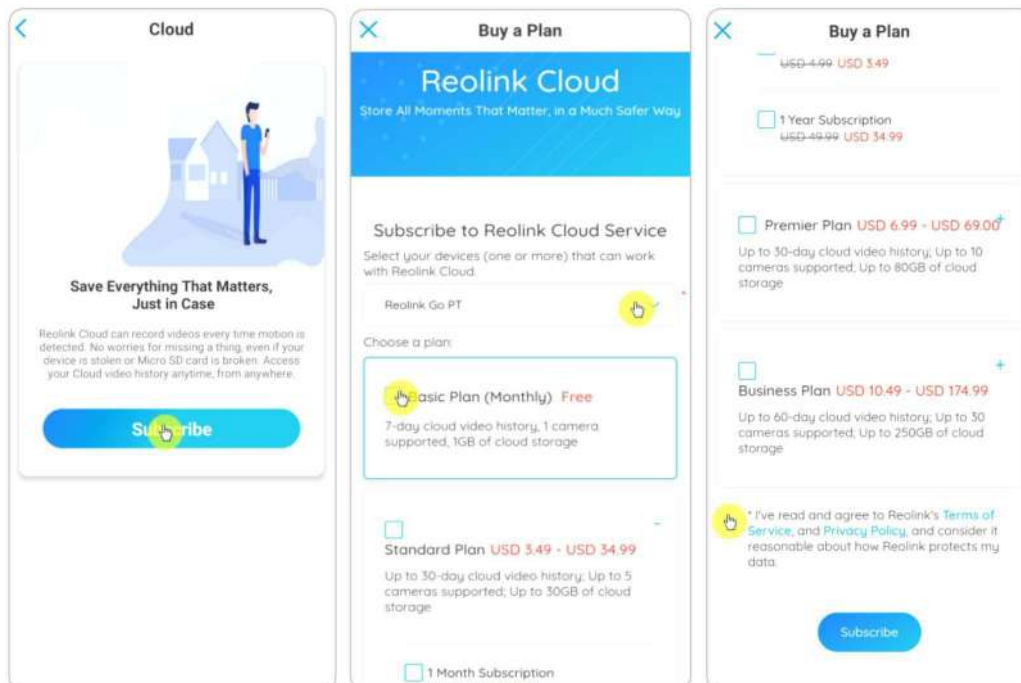 Cloud
Save Everything That Matters,
Just in Case
Reolink Cloud can record videos every time motion is
detected. No worries for missing a thing, even if your
device is stolen or Micro SD card is broken. Access
your Cloud video history anytime, from anywhere.
Subscribe
Buy a Plan
Reolink Cloud
Store All Moments That Matter, in a Much Safer Way
Subscribe to Reolink Cloud Service
Select your devices (one or more) that can work
with Reolink Cloud.
Reolink Go PT
Choose a plan:
Basic Plan (Monthly) Free
7-day cloud video history, 1 camera
supported, 1GB of cloud storage
Standard Plan USD 3.49 - USD 34.99
Up to 30-day cloud video history; Up to 5
cameras supported; Up to 30GB of cloud
storage
1 Month Subscription
Buy a Plan
USD 4.99 USD 3.49
1 Year Subscription
USD 49.99 USD 34.99
Premier Plan USD 6.99 - USD 69.00
Up to 30-day cloud video history; Up to 10
cameras supported; Up to 80GB of cloud
storage
Business Plan USD 10.49 - USD 174.99
Up to 60-day cloud video history; Up to 30
cameras supported; Up to 250GB of cloud
storage
* I've read and agree to Reolink's Terms of
Service, and Privacy Policy, and consider it
reasonable about how Reolink protects my
data.
Subscribe